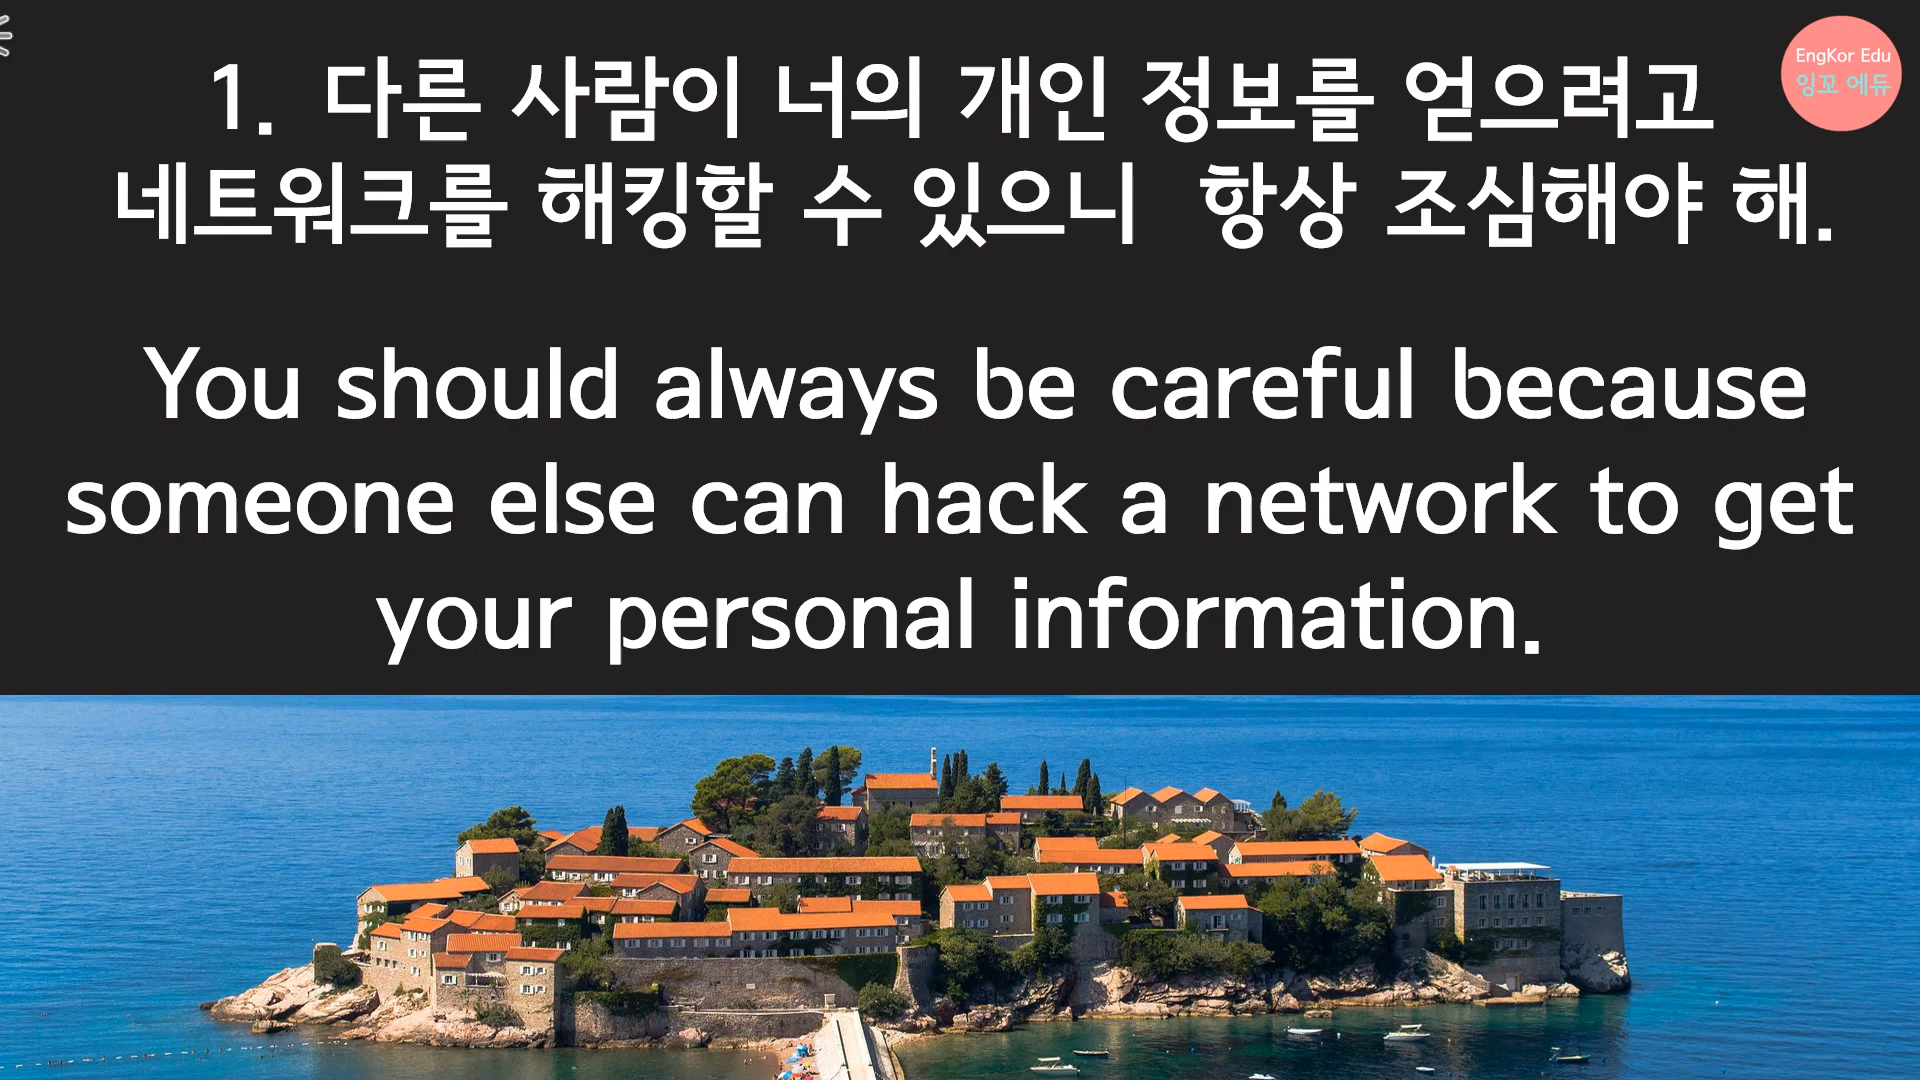 1. 다른 사람이 너의 개인 정보를 얻으려고
네트워크를 해킹할 수 있으니 항상 조심해야 해.
You should always be careful because
someone else can hack a network to get
your personal information.
EngKor Edu
잉꼬 에듀